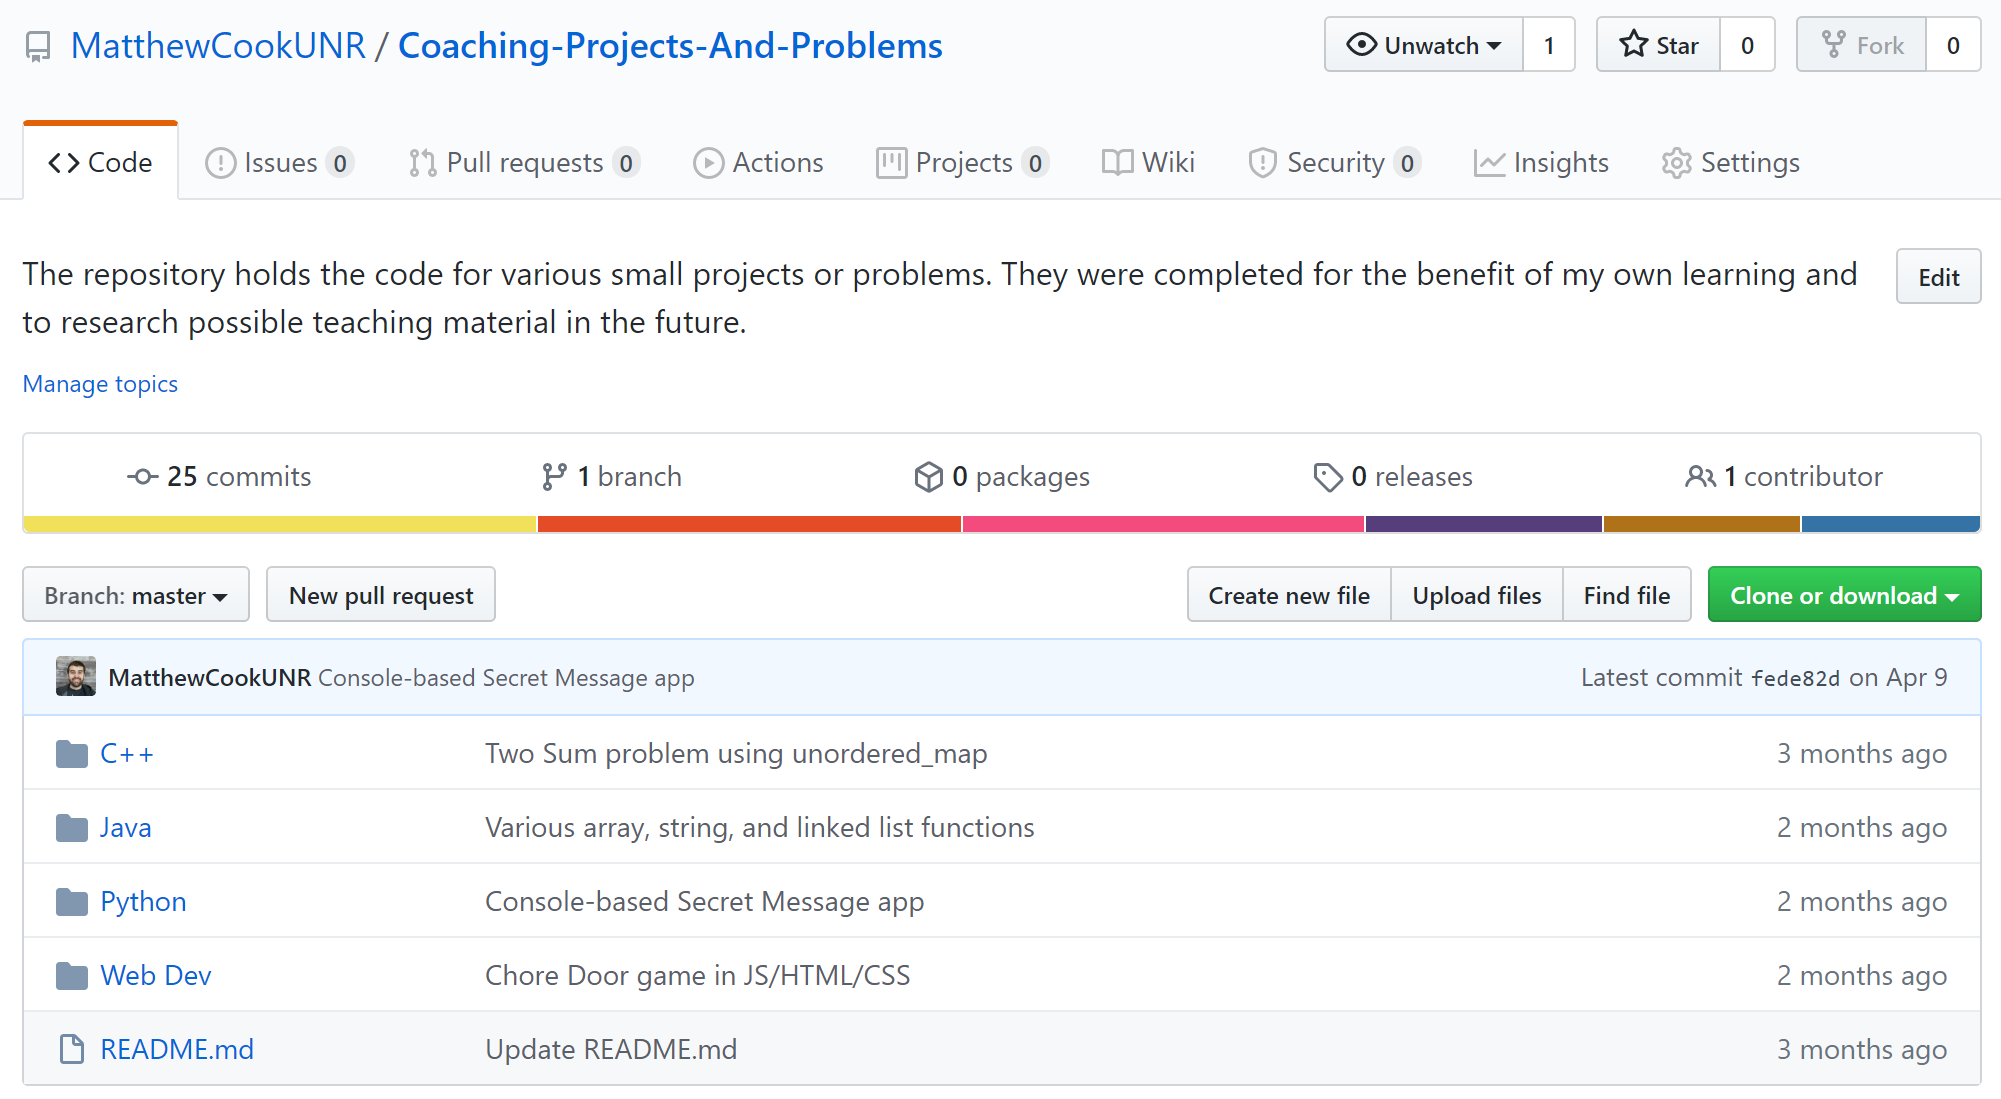 MatthewCookUNR / Coaching-Projects-And-Problems
Unwatch 1 Star 0 Fork 0
Code Issues 0 Pull requests 0 Actions Projects 0 Wiki Security 0 Insights Settings
The repository holds the code for various small projects or problems. They were completed for the benefit of my own learning and
to research possible teaching material in the future.
Edit
Manage topics
25 commits 1 branch 0 packages 0 releases 1 contributor
Branch: master New pull request Create new file Upload files Find file Clone or download
MatthewCookUNR Console-based Secret Message app Latest commit fede82d on Apr 9
C++ Two Sum problem using unordered_map 3 months ago
Java Various array, string, and linked list functions 2 months ago
Python Console-based Secret Message app 2 months ago
Web Dev Chore Door game in JS/HTML/CSS 2 months ago
README.md Update README.md 3 months ago